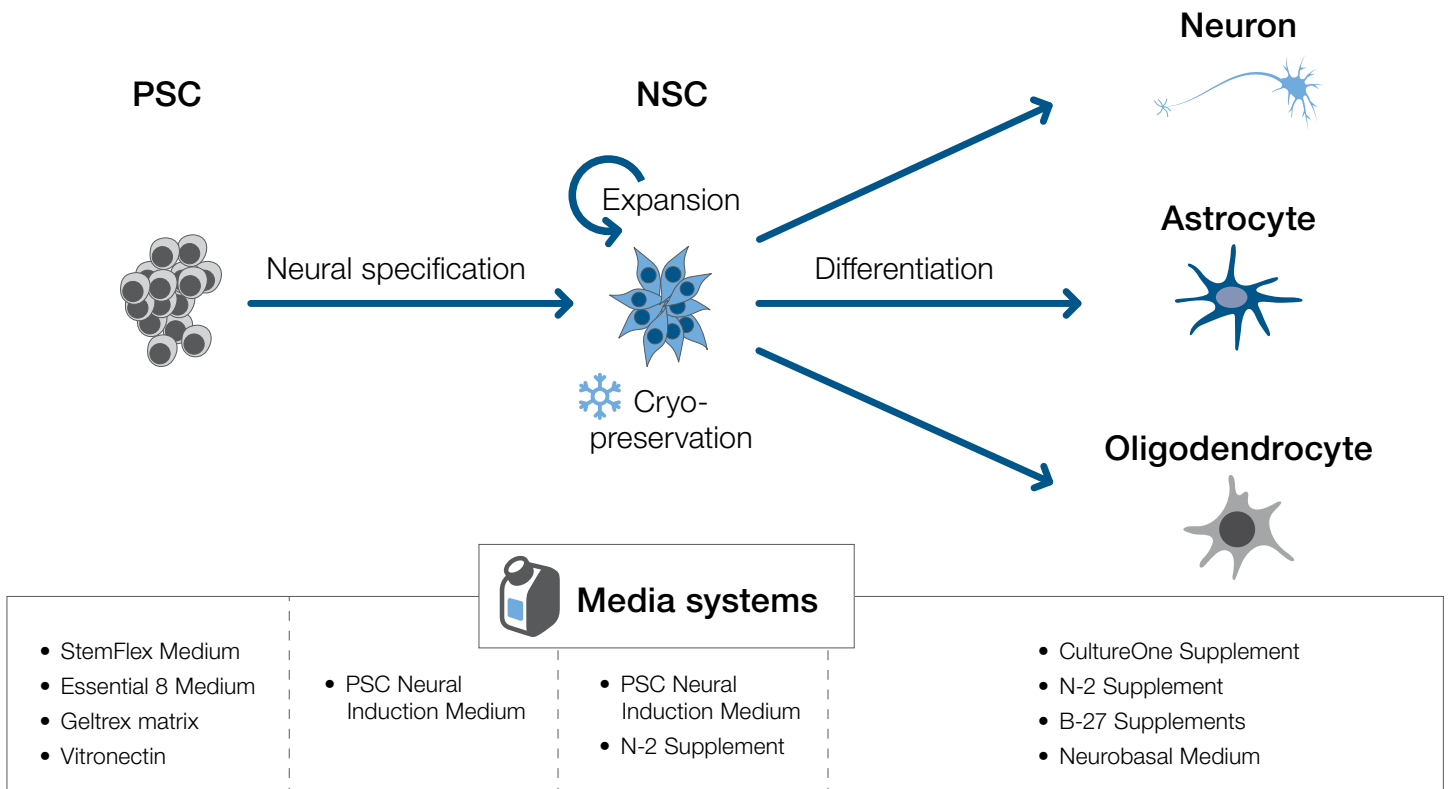 PSC
NSC
Neuron
Expansion
Astrocyte
Neural specification
Differentiation
Cryo-
preservation
Oligodendrocyte
Media systems
• StemFlex Medium
• Essential 8 Medium
• Geltrex matrix
• Vitronectin
• PSC Neural
Induction Medium
• PSC Neural
Induction Medium
• N-2 Supplement
• CultureOne Supplement
• N-2 Supplement
• B-27 Supplements
• Neurobasal Medium